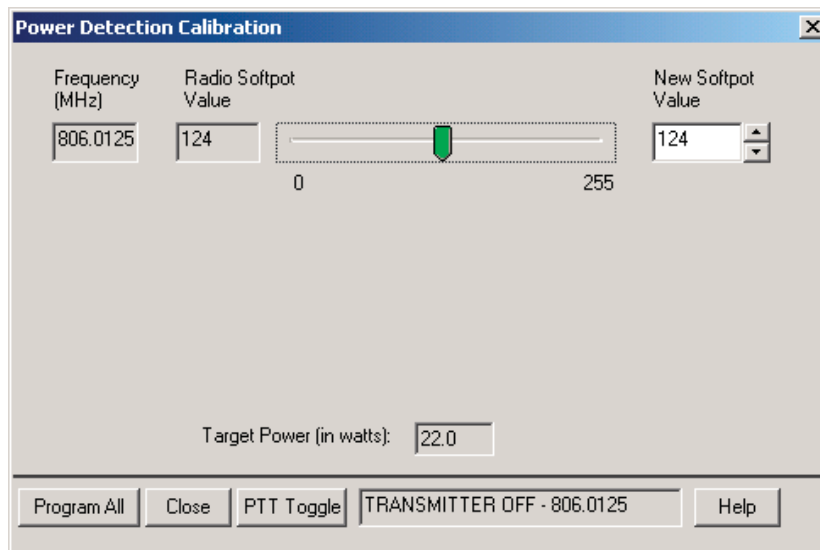 Power Detection Calibration
Frequency
(MHz)
Radio Softpot
Value
New Softpot
Value
806.0125
124
124
0
255
Target Power (in watts):
22.0
Program All
Close
PTT Toggle
TRANSMITTER OFF - 806.0125
Help